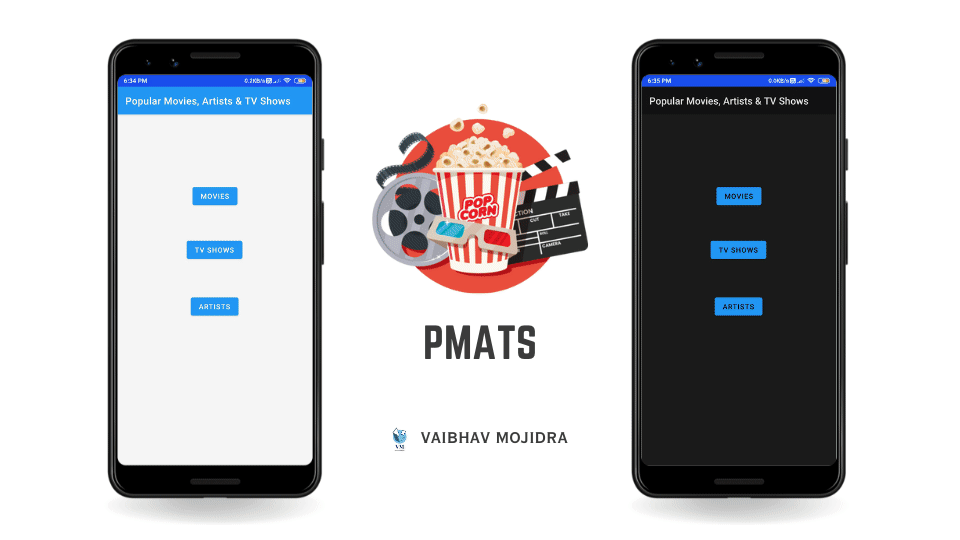 6:34 PM 0.2KB/s
Popular Movies, Artists & TV Shows
MOVIES
TV SHOWS
ARTISTS
POP
CORN
CUT
TAKE
CAMERA
PMATS
VM
VAIBHAV MOJIDRA
6:35 PM 0.0KB/s
Popular Movies, Artists & TV Shows
MOVIES
TV SHOWS
ARTISTS